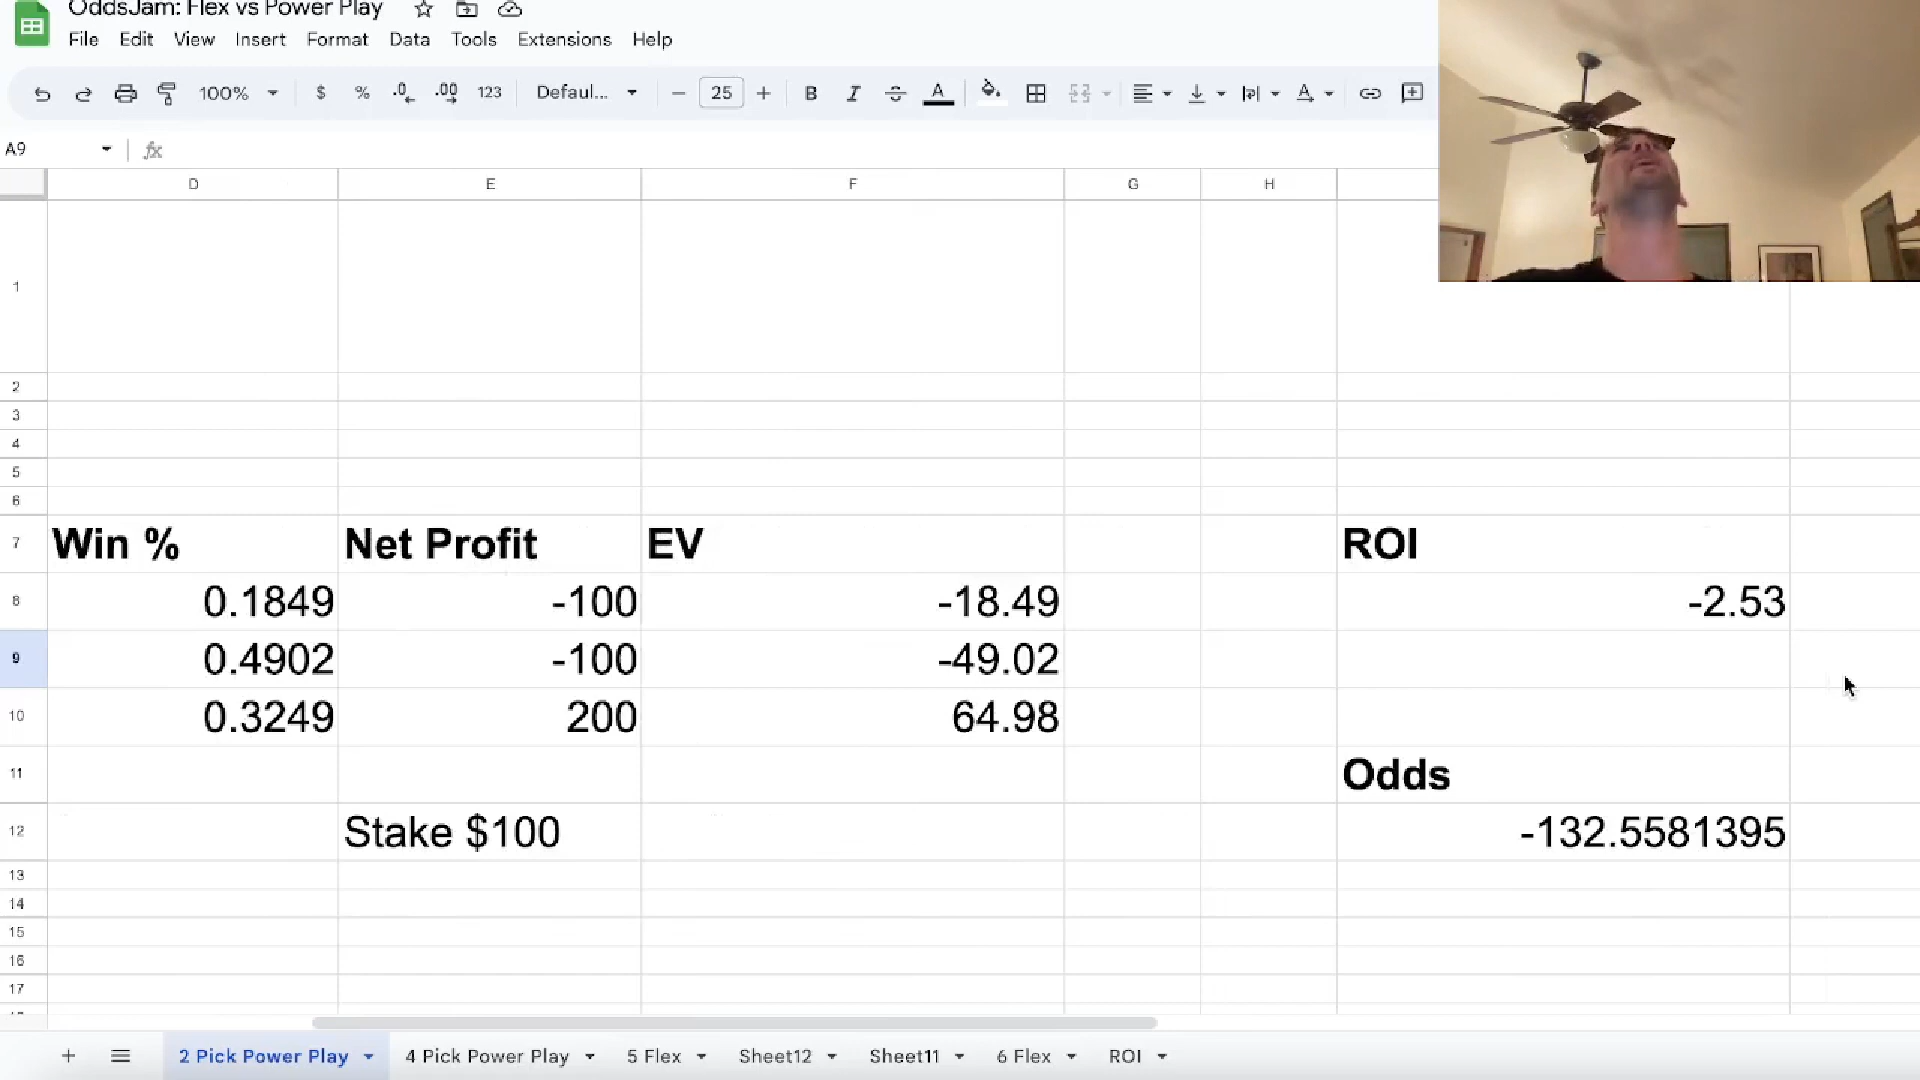 OddsJam: Flex vs Power Play
File Edit View Insert Format Data Tools Extensions Help
100% $ % .0 .00 123 Defaul... − 25 + B I A
A9 fx
D E F G H
1
2
3
4
5
6
7 Win % Net Profit EV ROI
8 0.1849 -100 -18.49 -2.53
9 0.4902 -100 -49.02
10 0.3249 200 64.98
11 Odds
12 Stake $100 -132.5581395
13
14
15
16
17
2 Pick Power Play 4 Pick Power Play 5 Flex Sheet12 Sheet11 6 Flex ROI